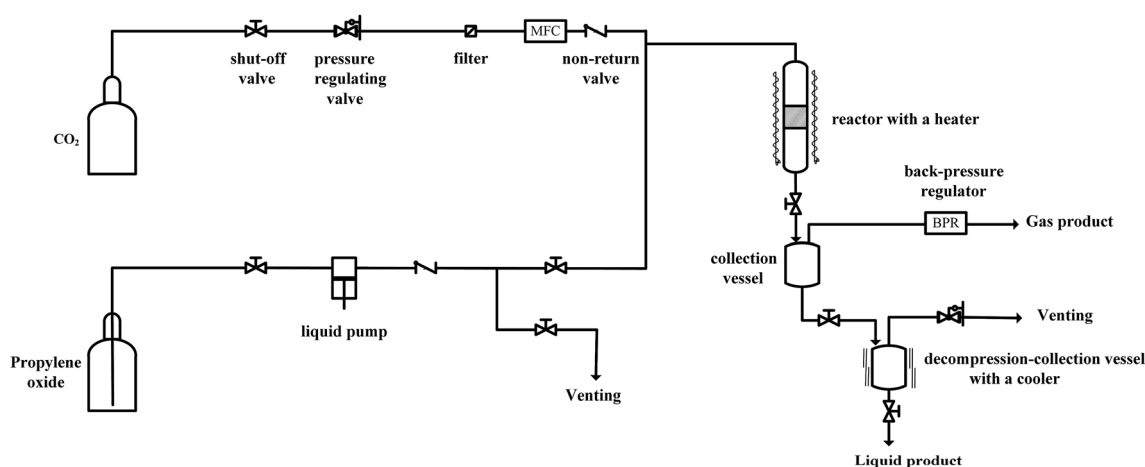 MFC
shut-off
valve
pressure
regulating
valve
filter
non-return
valve
CO₂
reactor with a heater
back-pressure
regulator
BPR
Gas product
collection
vessel
liquid pump
Venting
Propylene
oxide
Venting
decompression-collection vessel
with a cooler
Liquid product